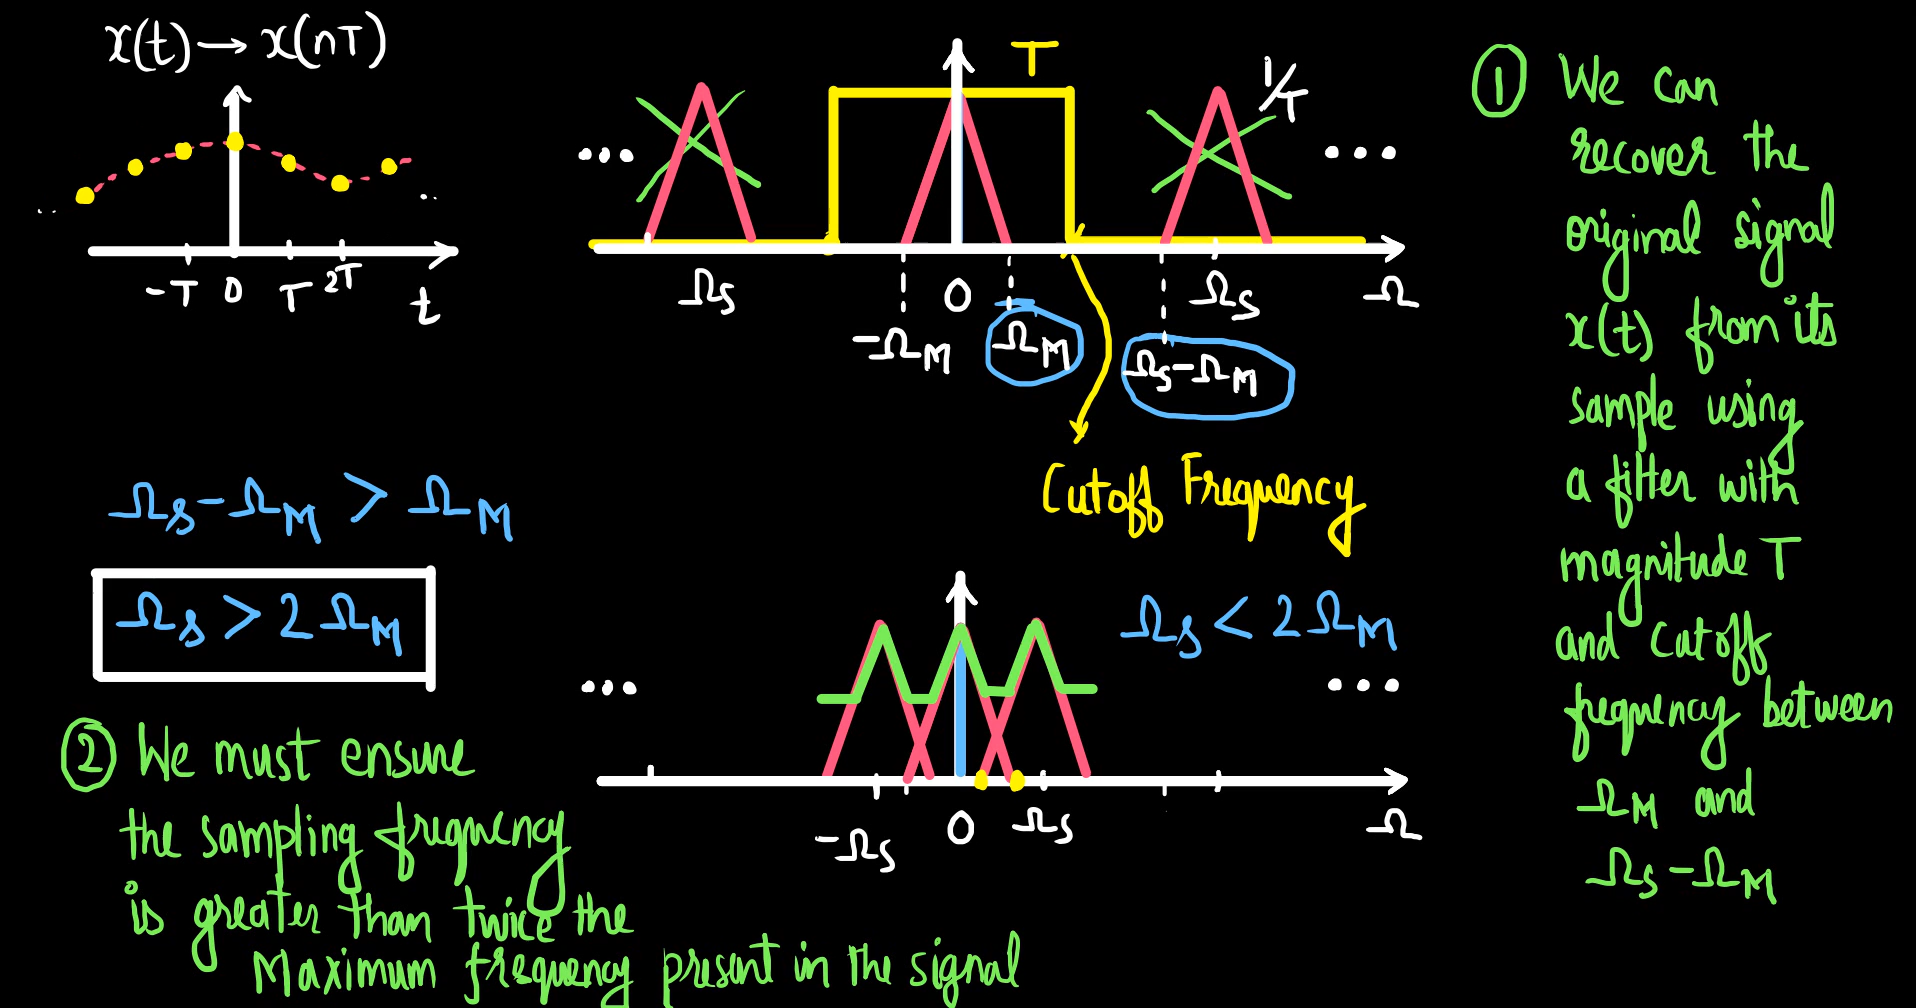 x(t) → x(nT)
... -T 0 T 2T t ...
T
1/T
... ...
Ωs 0 Ωs Ω
-ΩM ΩM Ωs-ΩM
Cutoff Frequency
Ωs-ΩM > ΩM
Ωs > 2ΩM
② We must ensure
the sampling frequency
is greater than twice the
Maximum frequency present in the signal
Ωs < 2ΩM
... ...
-Ωs 0 Ωs Ω
① We can
recover the
original signal
x(t) from its
sample using
a filter with
magnitude T
and cutoff
frequency between
ΩM and
Ωs-ΩM